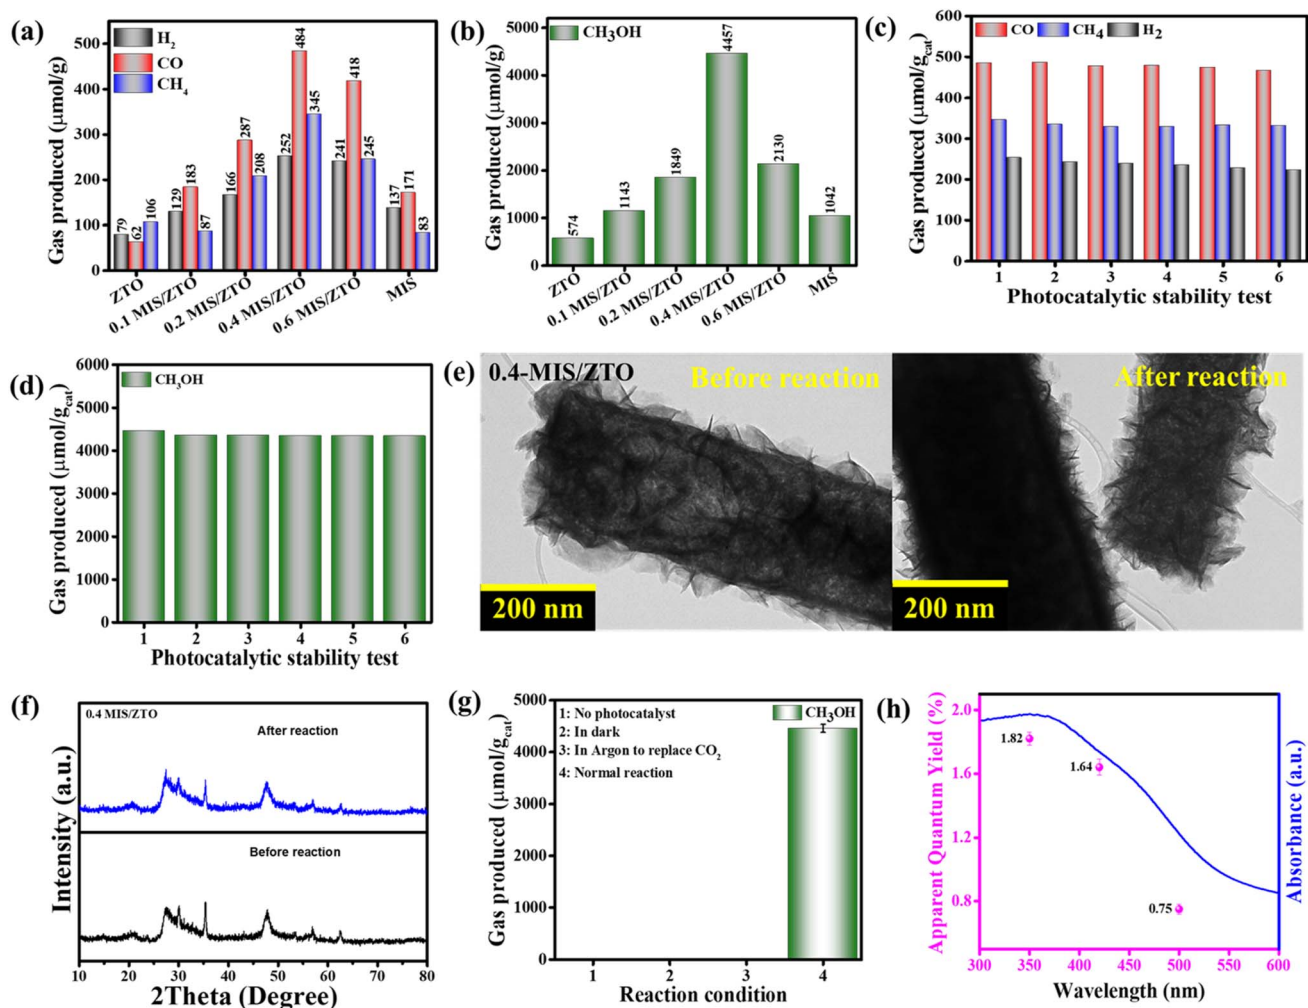 (a)
H2
CO
CH4
Gas produced (μmol/g)
500
400
300
200
100
0
79
62
106
129
183
87
166
287
208
252
484
345
241
418
245
137
171
83
ZTO
0.1 MIS/ZTO
0.2 MIS/ZTO
0.4 MIS/ZTO
0.6 MIS/ZTO
MIS
(b)
CH3OH
Gas produced (μmol/g)
5000
4000
3000
2000
1000
0
574
1143
1849
4457
2130
1042
ZTO
0.1 MIS/ZTO
0.2 MIS/ZTO
0.4 MIS/ZTO
0.6 MIS/ZTO
MIS
(c)
CO CH4 H2
Gas produced (μmol/gcat)
600
500
400
300
200
100
0
1 2 3 4 5 6
Photocatalytic stability test
(d)
CH3OH
Gas produced (μmol/gcat)
6000
5000
4000
3000
2000
1000
0
1 2 3 4 5 6
Photocatalytic stability test
(e)
0.4-MIS/ZTO
Before reaction
After reaction
200 nm
200 nm
(f)
0.4 MIS/ZTO
After reaction
Before reaction
Intensity (a.u.)
10 20 30 40 50 60 70 80
2Theta (Degree)
(g)
1: No photocatalyst
2: In dark
3: In Argon to replace CO2
4: Normal reaction
CH3OH
Gas produced (μmol/gcat)
5000
4000
3000
2000
1000
0
1 2 3 4
Reaction condition
(h)
Apparent Quantum Yield (%)
2.0
1.6
1.2
0.8
1.82
1.64
0.75
Absorbance (a.u.)
300 350 400 450 500 550 600
Wavelength (nm)